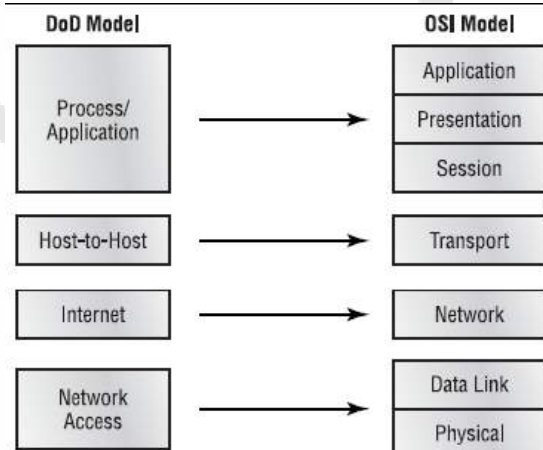 DoD Model
OSI Model
Process/
Application
Application
Presentation
Session
Host-to-Host
Transport
Internet
Network
Network
Access
Data Link
Physical